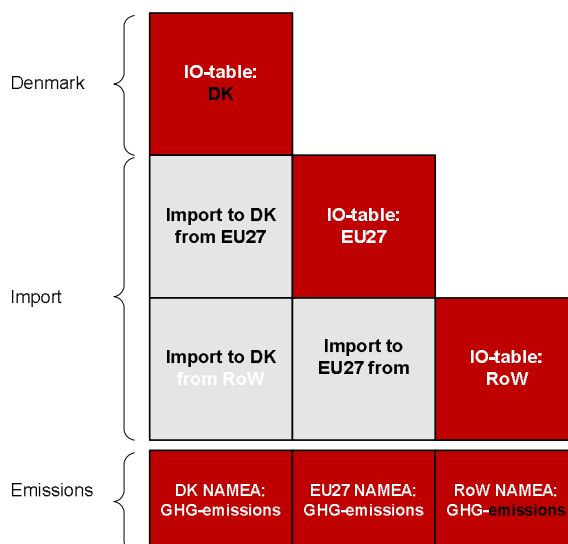 Denmark
IO-table:
DK
Import
Import to DK
from EU27
IO-table:
EU27
Import to DK
from RoW
Import to
EU27 from
IO-table:
RoW
Emissions
DK NAMEA:
GHG-emissions
EU27 NAMEA:
GHG-emissions
RoW NAMEA:
GHG-emissions